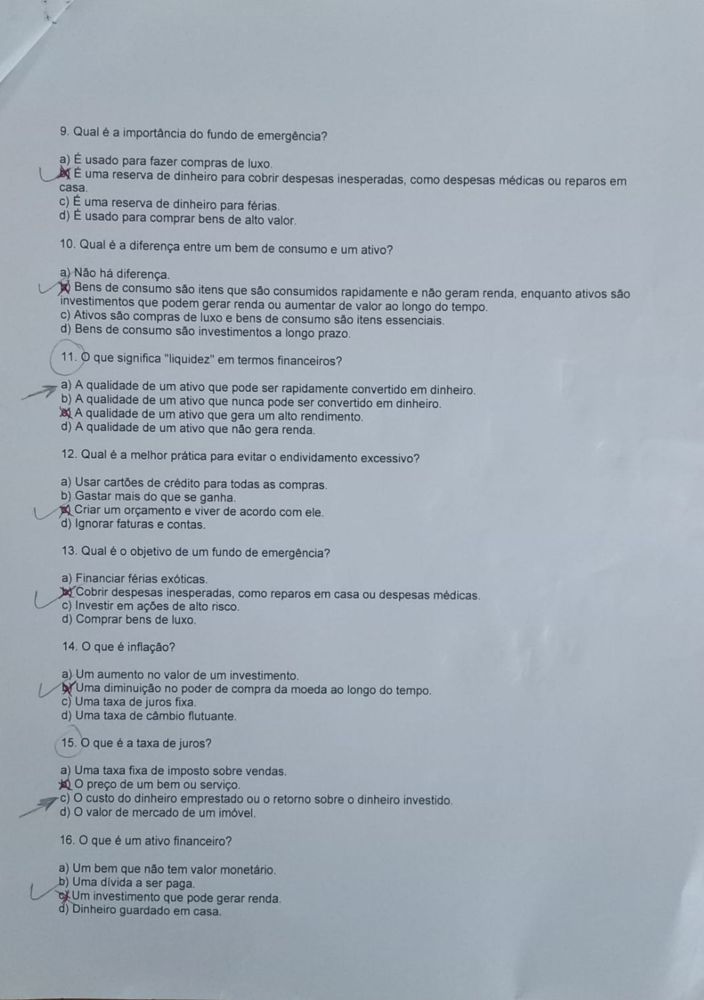 9. Qual é a importância do fundo de emergência?
a) É usado para fazer compras de luxo.
b) É uma reserva de dinheiro para cobrir despesas inesperadas, como despesas médicas ou reparos em
casa.
c) É uma reserva de dinheiro para férias.
d) É usado para comprar bens de alto valor.
10. Qual é a diferença entre um bem de consumo e um ativo?
a) Não há diferença.
b) Bens de consumo são itens que são consumidos rapidamente e não geram renda, enquanto ativos são
investimentos que podem gerar renda ou aumentar de valor ao longo do tempo.
c) Ativos são compras de luxo e bens de consumo são itens essenciais.
d) Bens de consumo são investimentos a longo prazo.
11. O que significa "liquidez" em termos financeiros?
a) A qualidade de um ativo que pode ser rapidamente convertido em dinheiro.
b) A qualidade de um ativo que nunca pode ser convertido em dinheiro.
c) A qualidade de um ativo que gera um alto rendimento.
d) A qualidade de um ativo que não gera renda.
12. Qual é a melhor prática para evitar o endividamento excessivo?
a) Usar cartões de crédito para todas as compras.
b) Gastar mais do que se ganha.
c) Criar um orçamento e viver de acordo com ele.
d) Ignorar faturas e contas.
13. Qual é o objetivo de um fundo de emergência?
a) Financiar férias exóticas.
b) Cobrir despesas inesperadas, como reparos em casa ou despesas médicas.
c) Investir em ações de alto risco.
d) Comprar bens de luxo.
14. O que é inflação?
a) Um aumento no valor de um investimento.
b) Uma diminuição no poder de compra da moeda ao longo do tempo.
c) Uma taxa de juros fixa.
d) Uma taxa de câmbio flutuante.
15. O que é a taxa de juros?
a) Uma taxa fixa de imposto sobre vendas.
b) O preço de um bem ou serviço.
c) O custo do dinheiro emprestado ou o retorno sobre o dinheiro investido.
d) O valor de mercado de um imóvel.
16. O que é um ativo financeiro?
a) Um bem que não tem valor monetário.
b) Uma dívida a ser paga.
c) Um investimento que pode gerar renda.
d) Dinheiro guardado em casa.